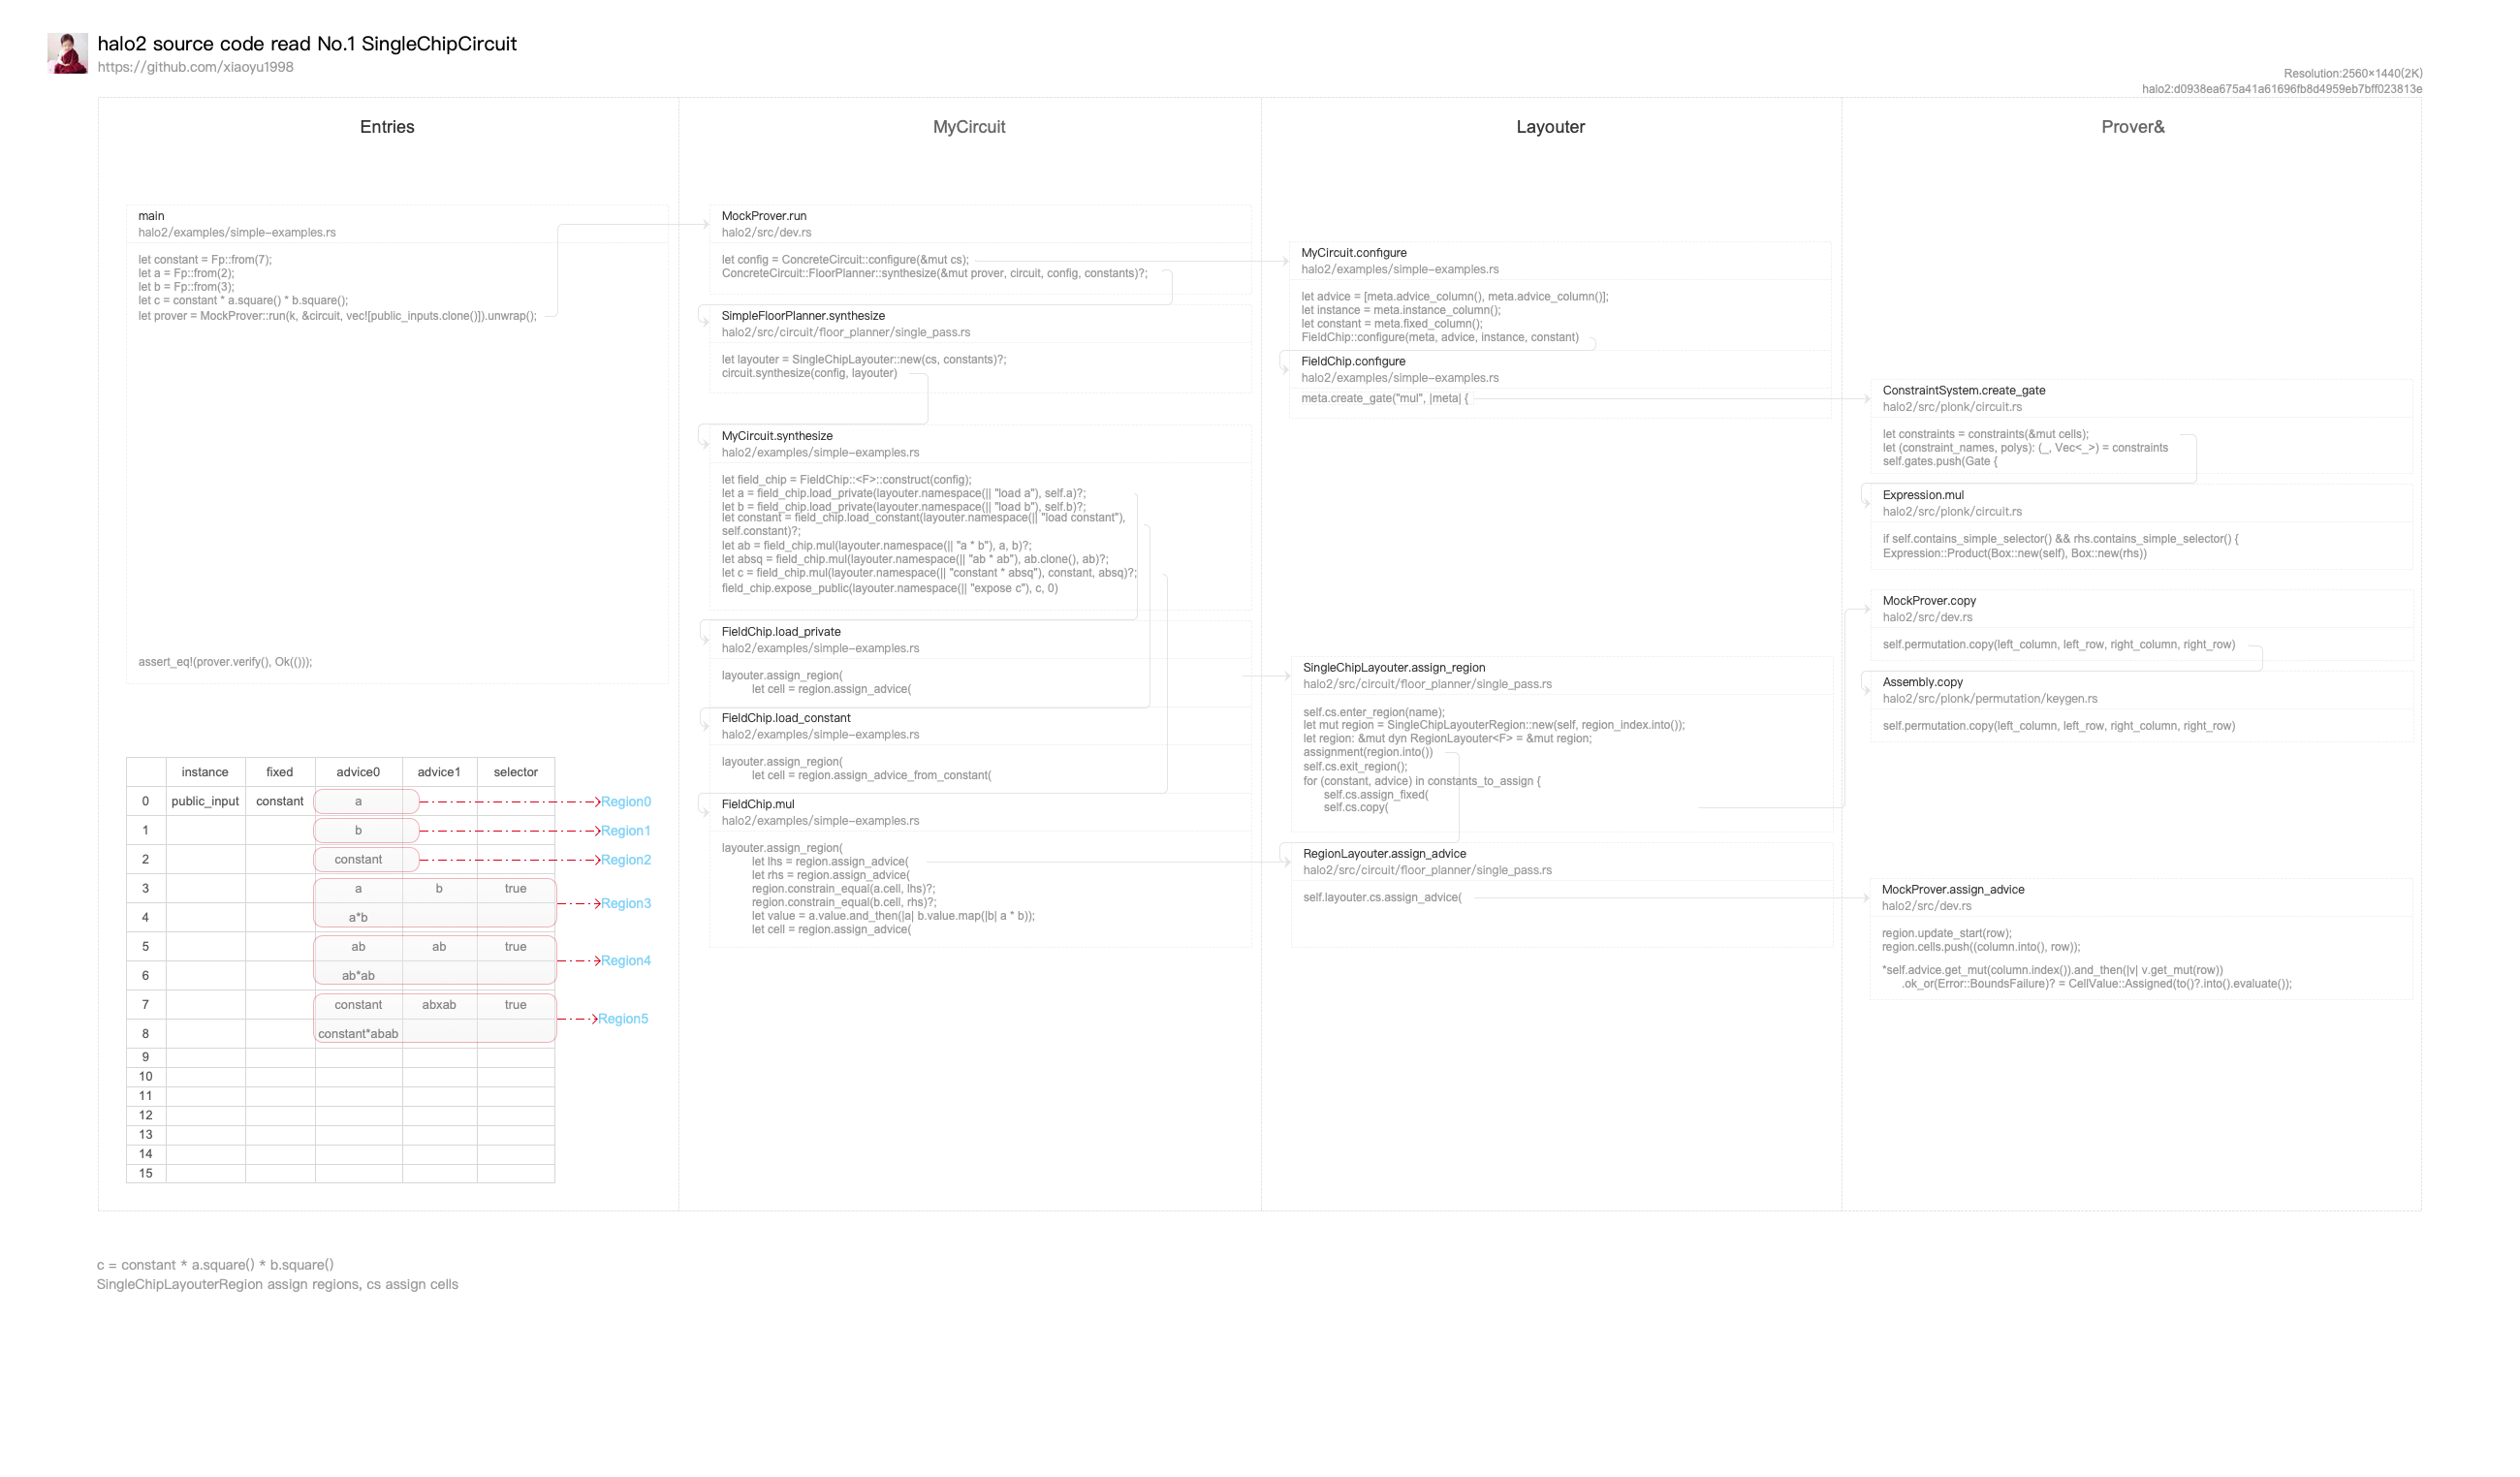 halo2 source code read No.1 SingleChipCircuit
https://github.com/xiaoyu1998
Resolution:2560×1440(2K)
halo2:d0938ea675a41a61696fb8d4959eb7bff023813e
Entries
main
halo2/examples/simple-examples.rs
let constant = Fp::from(7);
let a = Fp::from(2);
let b = Fp::from(3);
let c = constant * a.square() * b.square();
let prover = MockProver::run(k, &circuit, vec![public_inputs.clone()]).unwrap();
assert_eq!(prover.verify(), Ok(()));
instance fixed advice0 advice1 selector
0 public_input constant a Region0
1 b Region1
2 constant Region2
3 a b true
Region3
4 a*b
5 ab ab true
Region4
6 ab*ab
7 constant abxab true
Region5
8 constant*abab
9
10
11
12
13
14
15
MyCircuit
MockProver.run
halo2/src/dev.rs
let config = ConcreteCircuit::configure(&mut cs);
ConcreteCircuit::FloorPlanner::synthesize(&mut prover, circuit, config, constants)?;
SimpleFloorPlanner.synthesize
halo2/src/circuit/floor_planner/single_pass.rs
let layouter = SingleChipLayouter::new(cs, constants)?;
circuit.synthesize(config, layouter)
MyCircuit.synthesize
halo2/examples/simple-examples.rs
let field_chip = FieldChip::<F>::construct(config);
let a = field_chip.load_private(layouter.namespace(|| "load a"), self.a)?;
let b = field_chip.load_private(layouter.namespace(|| "load b"), self.b)?;
let constant = field_chip.load_constant(layouter.namespace(|| "load constant"),
self.constant)?;
let ab = field_chip.mul(layouter.namespace(|| "a * b"), a, b)?;
let absq = field_chip.mul(layouter.namespace(|| "ab * ab"), ab.clone(), ab)?;
let c = field_chip.mul(layouter.namespace(|| "constant * absq"), constant, absq)?;
field_chip.expose_public(layouter.namespace(|| "expose c"), c, 0)
FieldChip.load_private
halo2/examples/simple-examples.rs
layouter.assign_region(
let cell = region.assign_advice(
FieldChip.load_constant
halo2/examples/simple-examples.rs
layouter.assign_region(
let cell = region.assign_advice_from_constant(
FieldChip.mul
halo2/examples/simple-examples.rs
layouter.assign_region(
let lhs = region.assign_advice(
let rhs = region.assign_advice(
region.constrain_equal(a.cell, lhs)?;
region.constrain_equal(b.cell, rhs)?;
let value = a.value.and_then(|a| b.value.map(|b| a * b));
let cell = region.assign_advice(
Layouter
MyCircuit.configure
halo2/examples/simple-examples.rs
let advice = [meta.advice_column(), meta.advice_column()];
let instance = meta.instance_column();
let constant = meta.fixed_column();
FieldChip::configure(meta, advice, instance, constant)
FieldChip.configure
halo2/examples/simple-examples.rs
meta.create_gate("mul", |meta| {
SingleChipLayouter.assign_region
halo2/src/circuit/floor_planner/single_pass.rs
self.cs.enter_region(name);
let mut region = SingleChipLayouterRegion::new(self, region_index.into());
let region: &mut dyn RegionLayouter<F> = &mut region;
assignment(region.into())
self.cs.exit_region();
for (constant, advice) in constants_to_assign {
self.cs.assign_fixed(
self.cs.copy(
RegionLayouter.assign_advice
halo2/src/circuit/floor_planner/single_pass.rs
self.layouter.cs.assign_advice(
Prover&
ConstraintSystem.create_gate
halo2/src/plonk/circuit.rs
let constraints = constraints(&mut cells);
let (constraint_names, polys): (_, Vec<_>) = constraints
self.gates.push(Gate {
Expression.mul
halo2/src/plonk/circuit.rs
if self.contains_simple_selector() && rhs.contains_simple_selector() {
Expression::Product(Box::new(self), Box::new(rhs))
MockProver.copy
halo2/src/dev.rs
self.permutation.copy(left_column, left_row, right_column, right_row)
Assembly.copy
halo2/src/plonk/permutation/keygen.rs
self.permutation.copy(left_column, left_row, right_column, right_row)
MockProver.assign_advice
halo2/src/dev.rs
region.update_start(row);
region.cells.push((column.into(), row));
*self.advice.get_mut(column.index()).and_then(|v| v.get_mut(row))
.ok_or(Error::BoundsFailure)? = CellValue::Assigned(to()?.into().evaluate());
c = constant * a.square() * b.square()
SingleChipLayouterRegion assign regions, cs assign cells